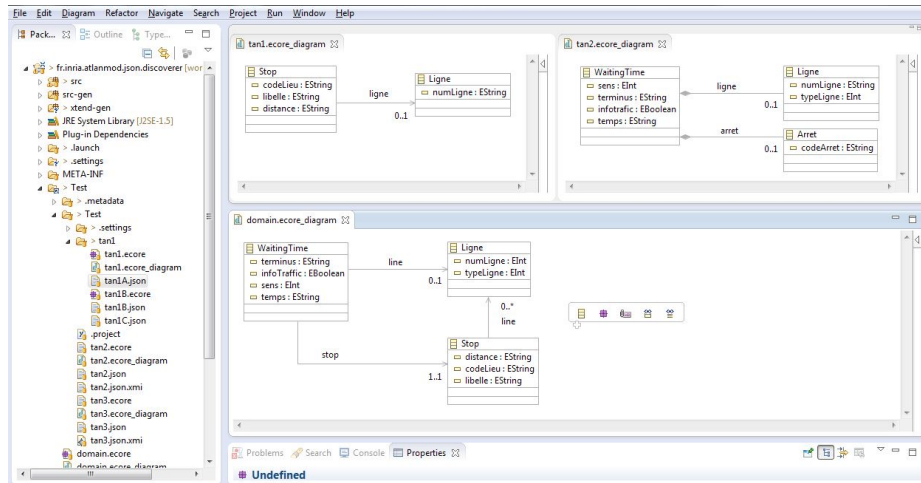 File Edit Diagram Refactor Navigate Search Project Run Window Help
Pack... Outline Type...
> fr.inria.atlanmod.json.discoverer [wor
> src
src-gen
> xtend-gen
JRE System Library [J2SE-1.5]
Plug-in Dependencies
> .launch
> .settings
META-INF
> Test
> .metadata
> Test
> .settings
> tan1
tan1.ecore
tan1.ecore_diagram
tan1A.json
tan1B.ecore
tan1B.json
tan1C.json
.project
tan2.ecore
tan2.ecore_diagram
tan2.json
tan2.json.xmi
tan3.ecore
tan3.ecore_diagram
tan3.json
tan3.json.xmi
domain.ecore
domain.ecore_diagram
tan1.ecore_diagram
Stop
codeLieu : EString
libelle : EString
distance : EString
ligne
0..1
Ligne
numLigne : EString
tan2.ecore_diagram
WaitingTime
sens : EInt
terminus : EString
infotrafic : EBoolean
temps : EString
ligne
0..1
Ligne
numLigne : EString
typeLigne : EInt
arret
0..1
Arret
codeArret : EString
domain.ecore_diagram
WaitingTime
terminus : EString
infoTraffic : EBoolean
sens : EInt
temps : EString
line
0..1
Ligne
numLigne : EInt
typeLigne : EInt
0..*
line
stop
1..1
Stop
distance : EString
codeLieu : EString
libelle : EString
Problems Search Console Properties
Undefined